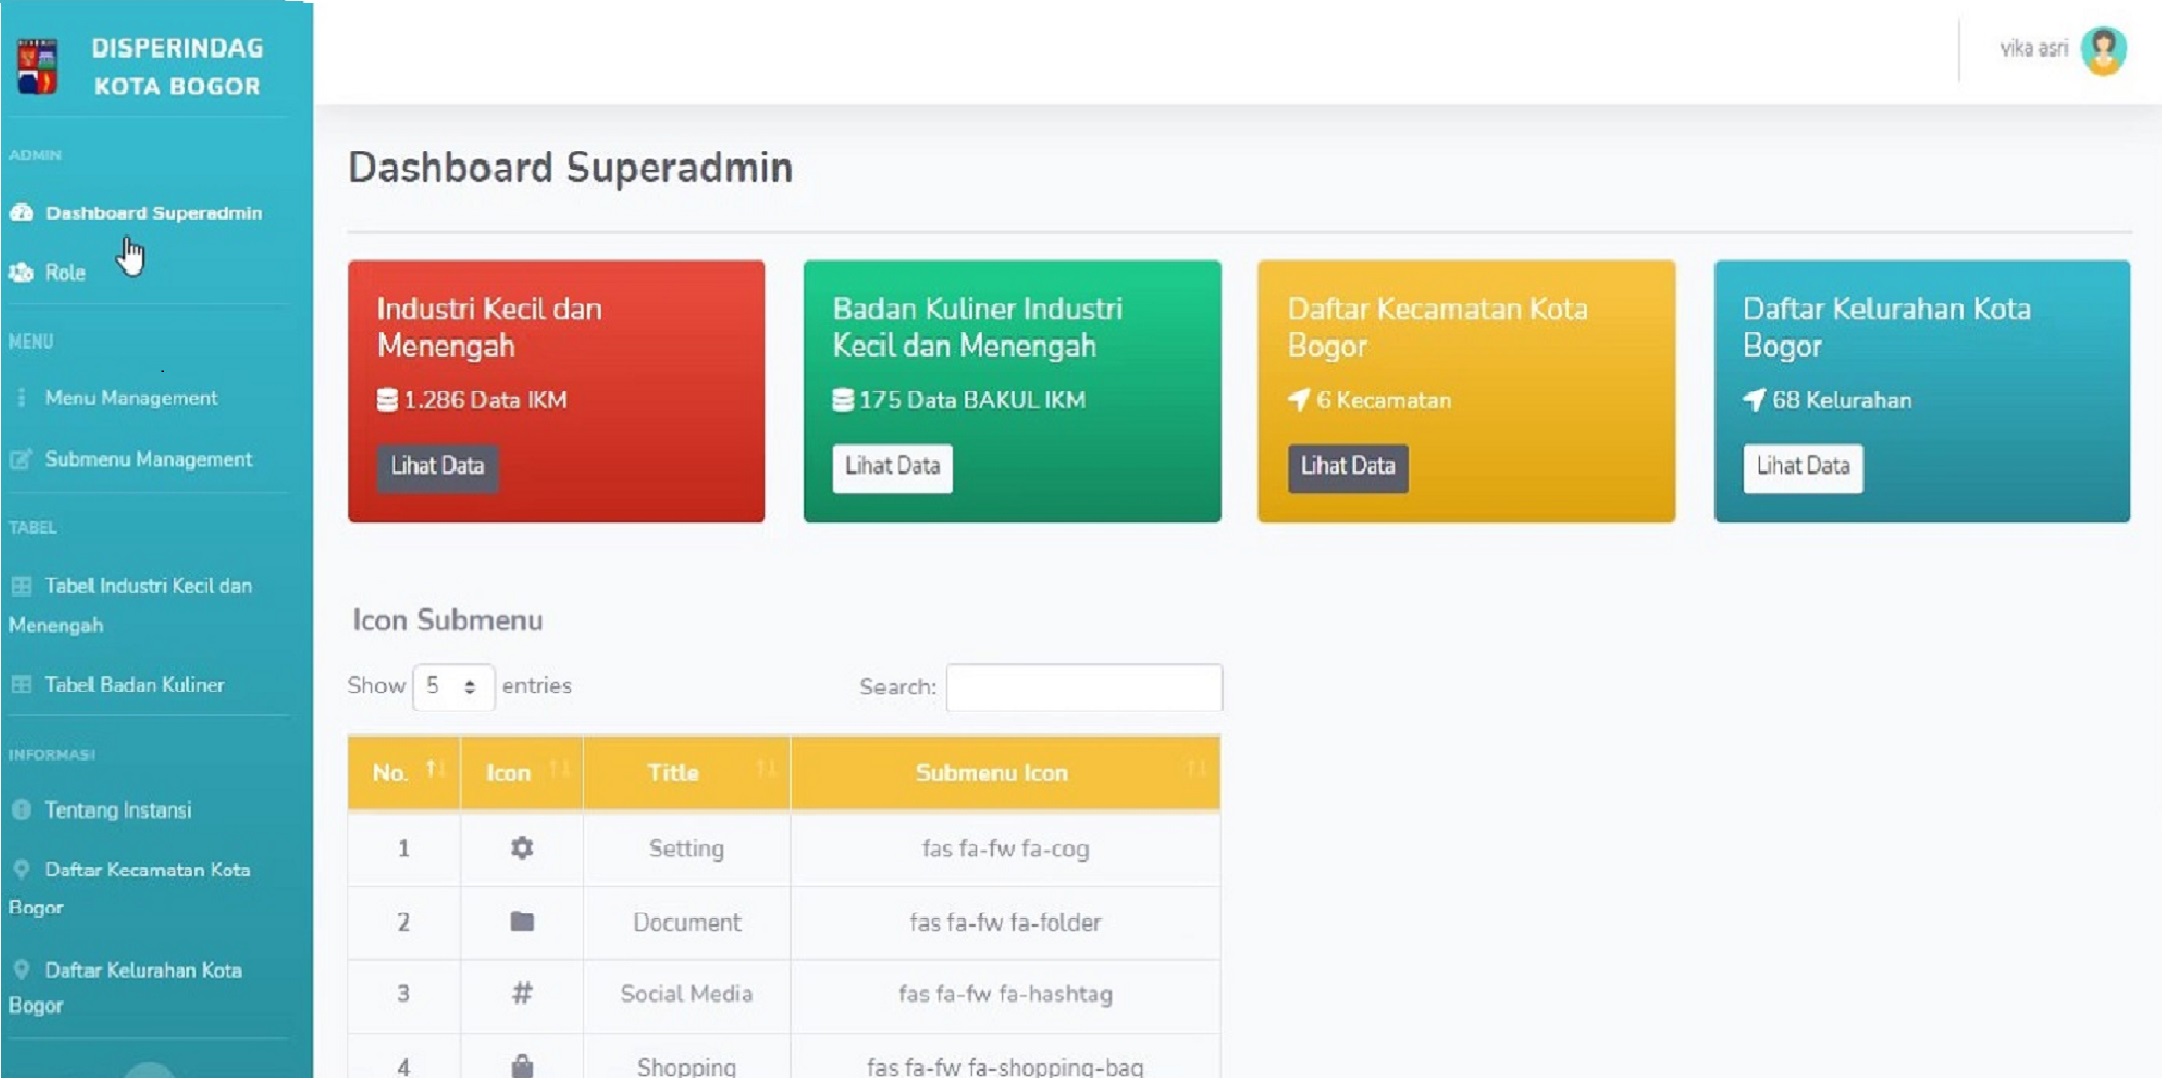 DISPERINDAG
KOTA BOGOR
vika asri
ADMIN
Dashboard Superadmin
Role
MENU
Menu Management
Submenu Management
TABEL
Tabel Industri Kecil dan
Menengah
Tabel Badan Kuliner
INFORMASI
Tentang Instansi
Daftar Kecamatan Kota
Bogor
Daftar Kelurahan Kota
Bogor
Dashboard Superadmin
Industri Kecil dan
Menengah
1.286 Data IKM
Lihat Data
Badan Kuliner Industri
Kecil dan Menengah
175 Data BAKUL IKM
Lihat Data
Daftar Kecamatan Kota
Bogor
6 Kecamatan
Lihat Data
Daftar Kelurahan Kota
Bogor
68 Kelurahan
Lihat Data
Icon Submenu
Show 5 entries Search:
No. Icon Title Submenu Icon
1 Setting fas fa-fw fa-cog
2 Document fas fa-fw fa-folder
3 # Social Media fas fa-fw fa-hashtag
4 Shopping fas fa-fw fa-shopping-bag